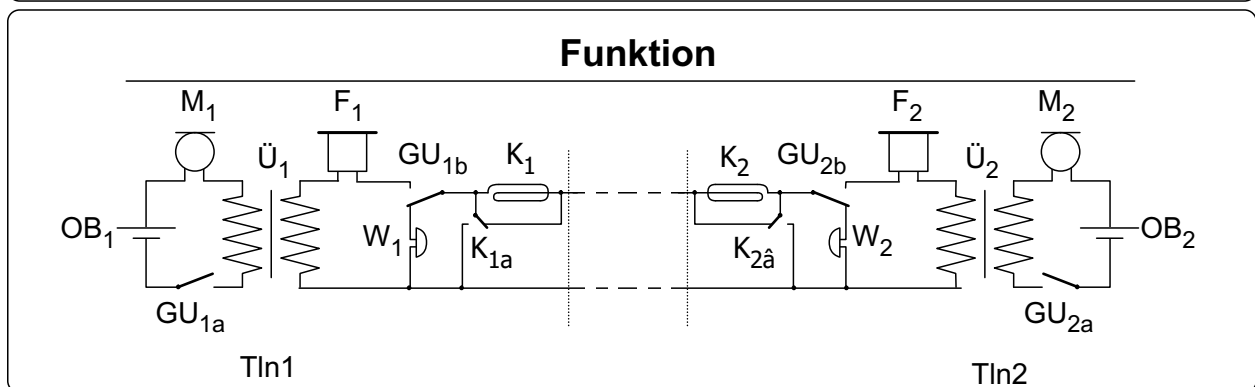 Funktion
M1 F1 F2 M2
Ü1 GU1b K1 K2 GU2b Ü2
OB1 W1 K1a K2â W2 OB2
GU1a GU2a
Tln1 Tln2